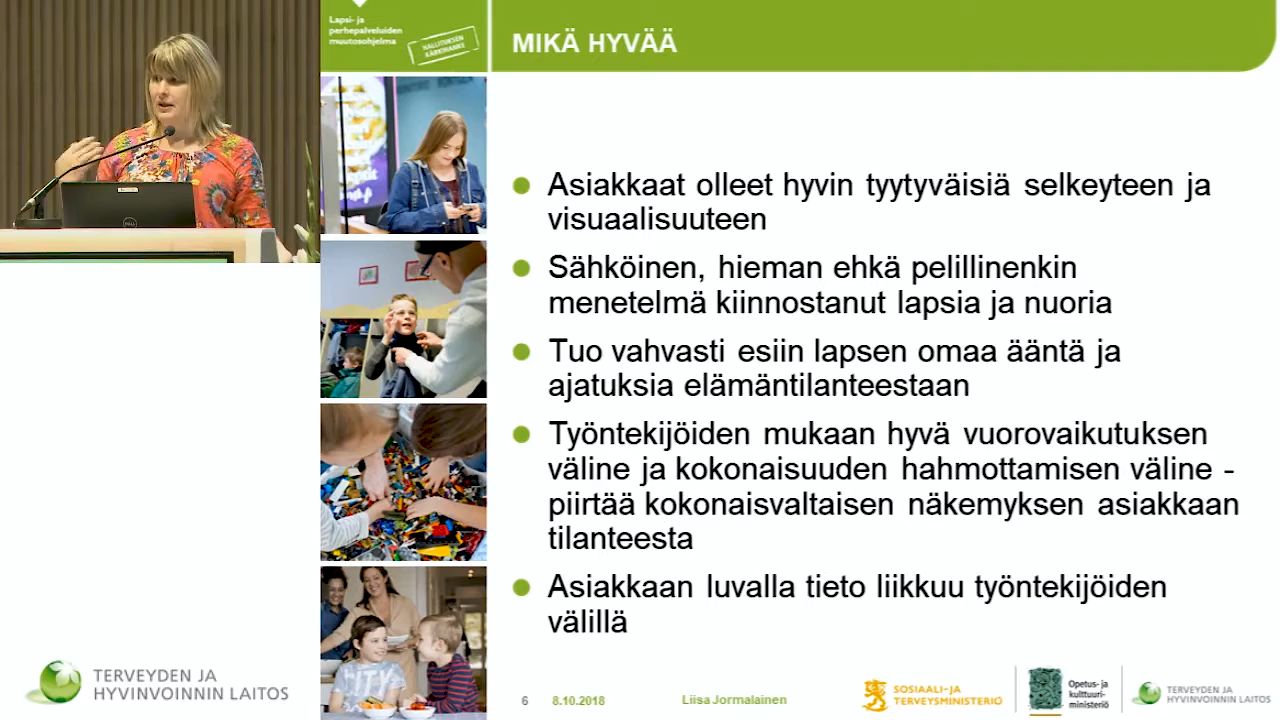 Lapsi- ja
perhepalveluiden
muutosohjelma
HALLITUKSEN
KÄRKIHANKE
MIKÄ HYVÄÄ
Asiakkaat olleet hyvin tyytyväisiä selkeyteen ja
visuaalisuuteen
Sähköinen, hieman ehkä pelillinenkin
menetelmä kiinnostanut lapsia ja nuoria
Tuo vahvasti esiin lapsen omaa ääntä ja
ajatuksia elämäntilanteestaan
Työntekijöiden mukaan hyvä vuorovaikutuksen
väline ja kokonaisuuden hahmottamisen väline -
piirtää kokonaisvaltaisen näkemyksen asiakkaan
tilanteesta
Asiakkaan luvalla tieto liikkuu työntekijöiden
välillä
TERVEYDEN JA
HYVINVOINNIN LAITOS
6 8.10.2018 Liisa Jormalainen
SOSIAALI- JA
TERVEYSMINISTERIÖ
Opetus- ja
kulttuuri-
ministeriö
TERVEYDEN JA
HYVINVOINNIN LAITOS
DELL